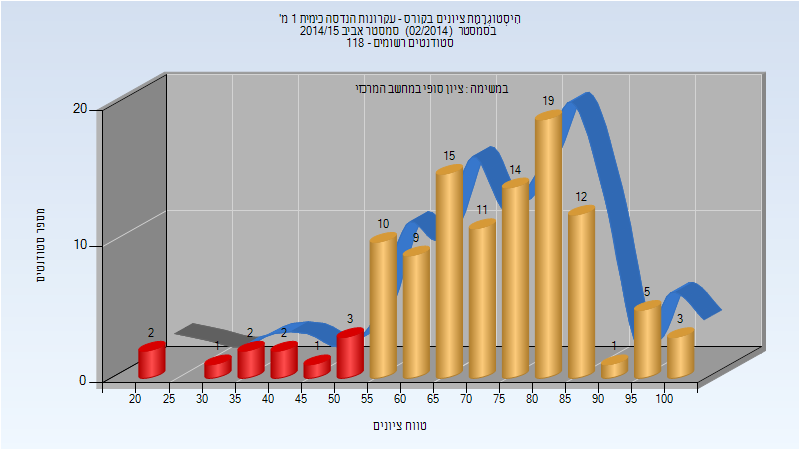 היסטוגרמת ציונים בקורס - עקרונות הנדסה כימית 1 מ'
בסמסטר (02/2014) סמסטר אביב 2014/15
סטודנטים רשומים - 118
במשימה : ציון סופי במחשב המרכזי
מספר סטודנטים
20
10
0
2
1
2
2
1
3
10
9
15
11
14
19
12
1
5
3
20 25 30 35 40 45 50 55 60 65 70 75 80 85 90 95 100
טווח ציונים